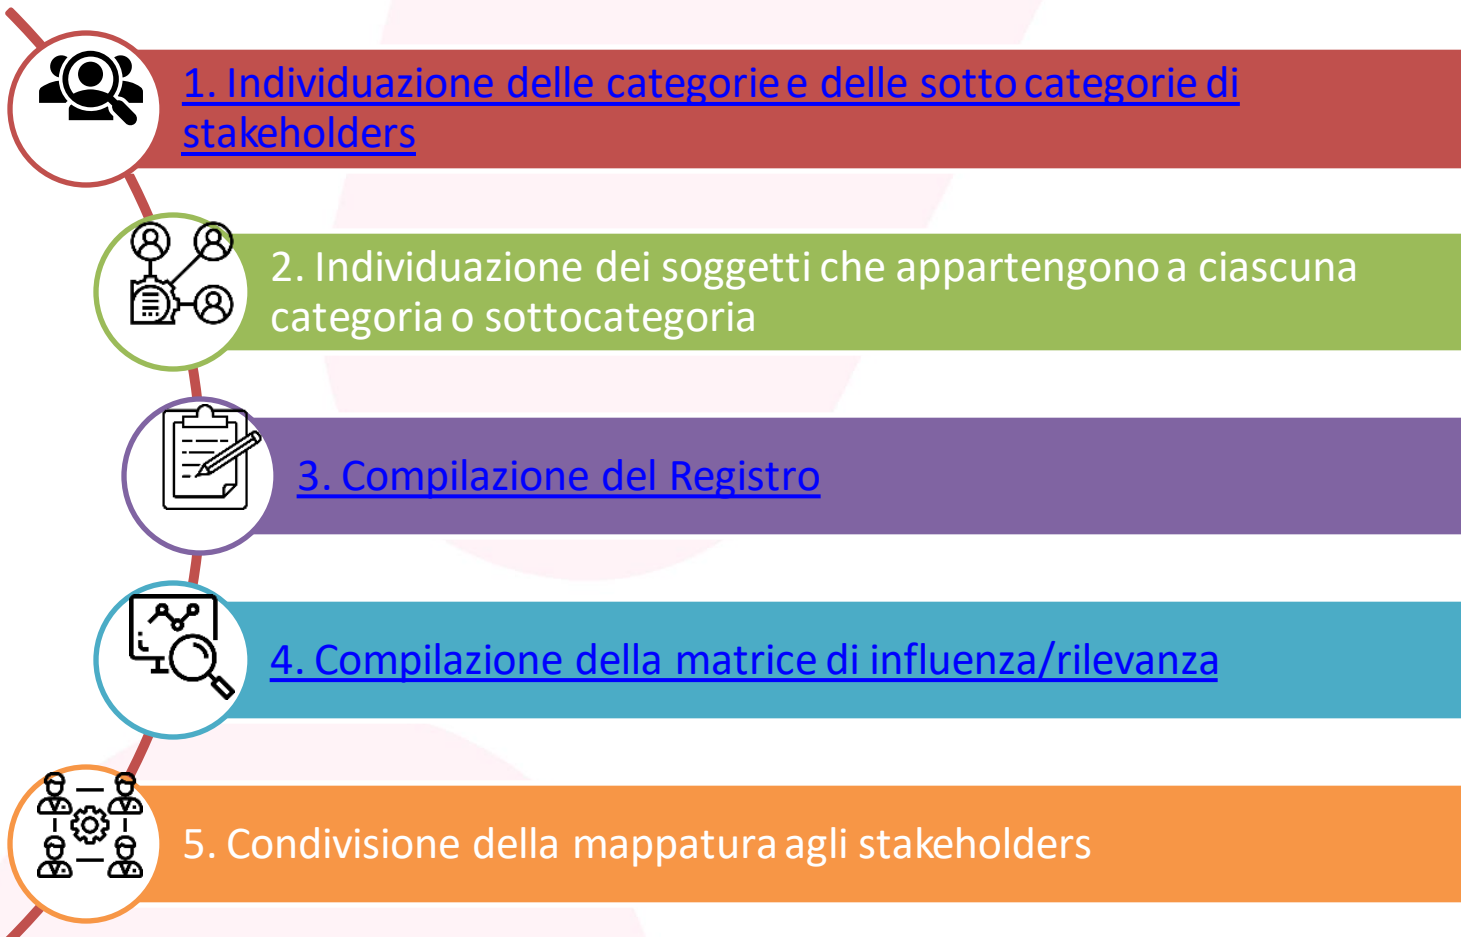 1. Individuazione delle categorie e delle sotto categorie di
stakeholders
2. Individuazione dei soggetti che appartengono a ciascuna
categoria o sottocategoria
3. Compilazione del Registro
4. Compilazione della matrice di influenza/rilevanza
5. Condivisione della mappatura agli stakeholders